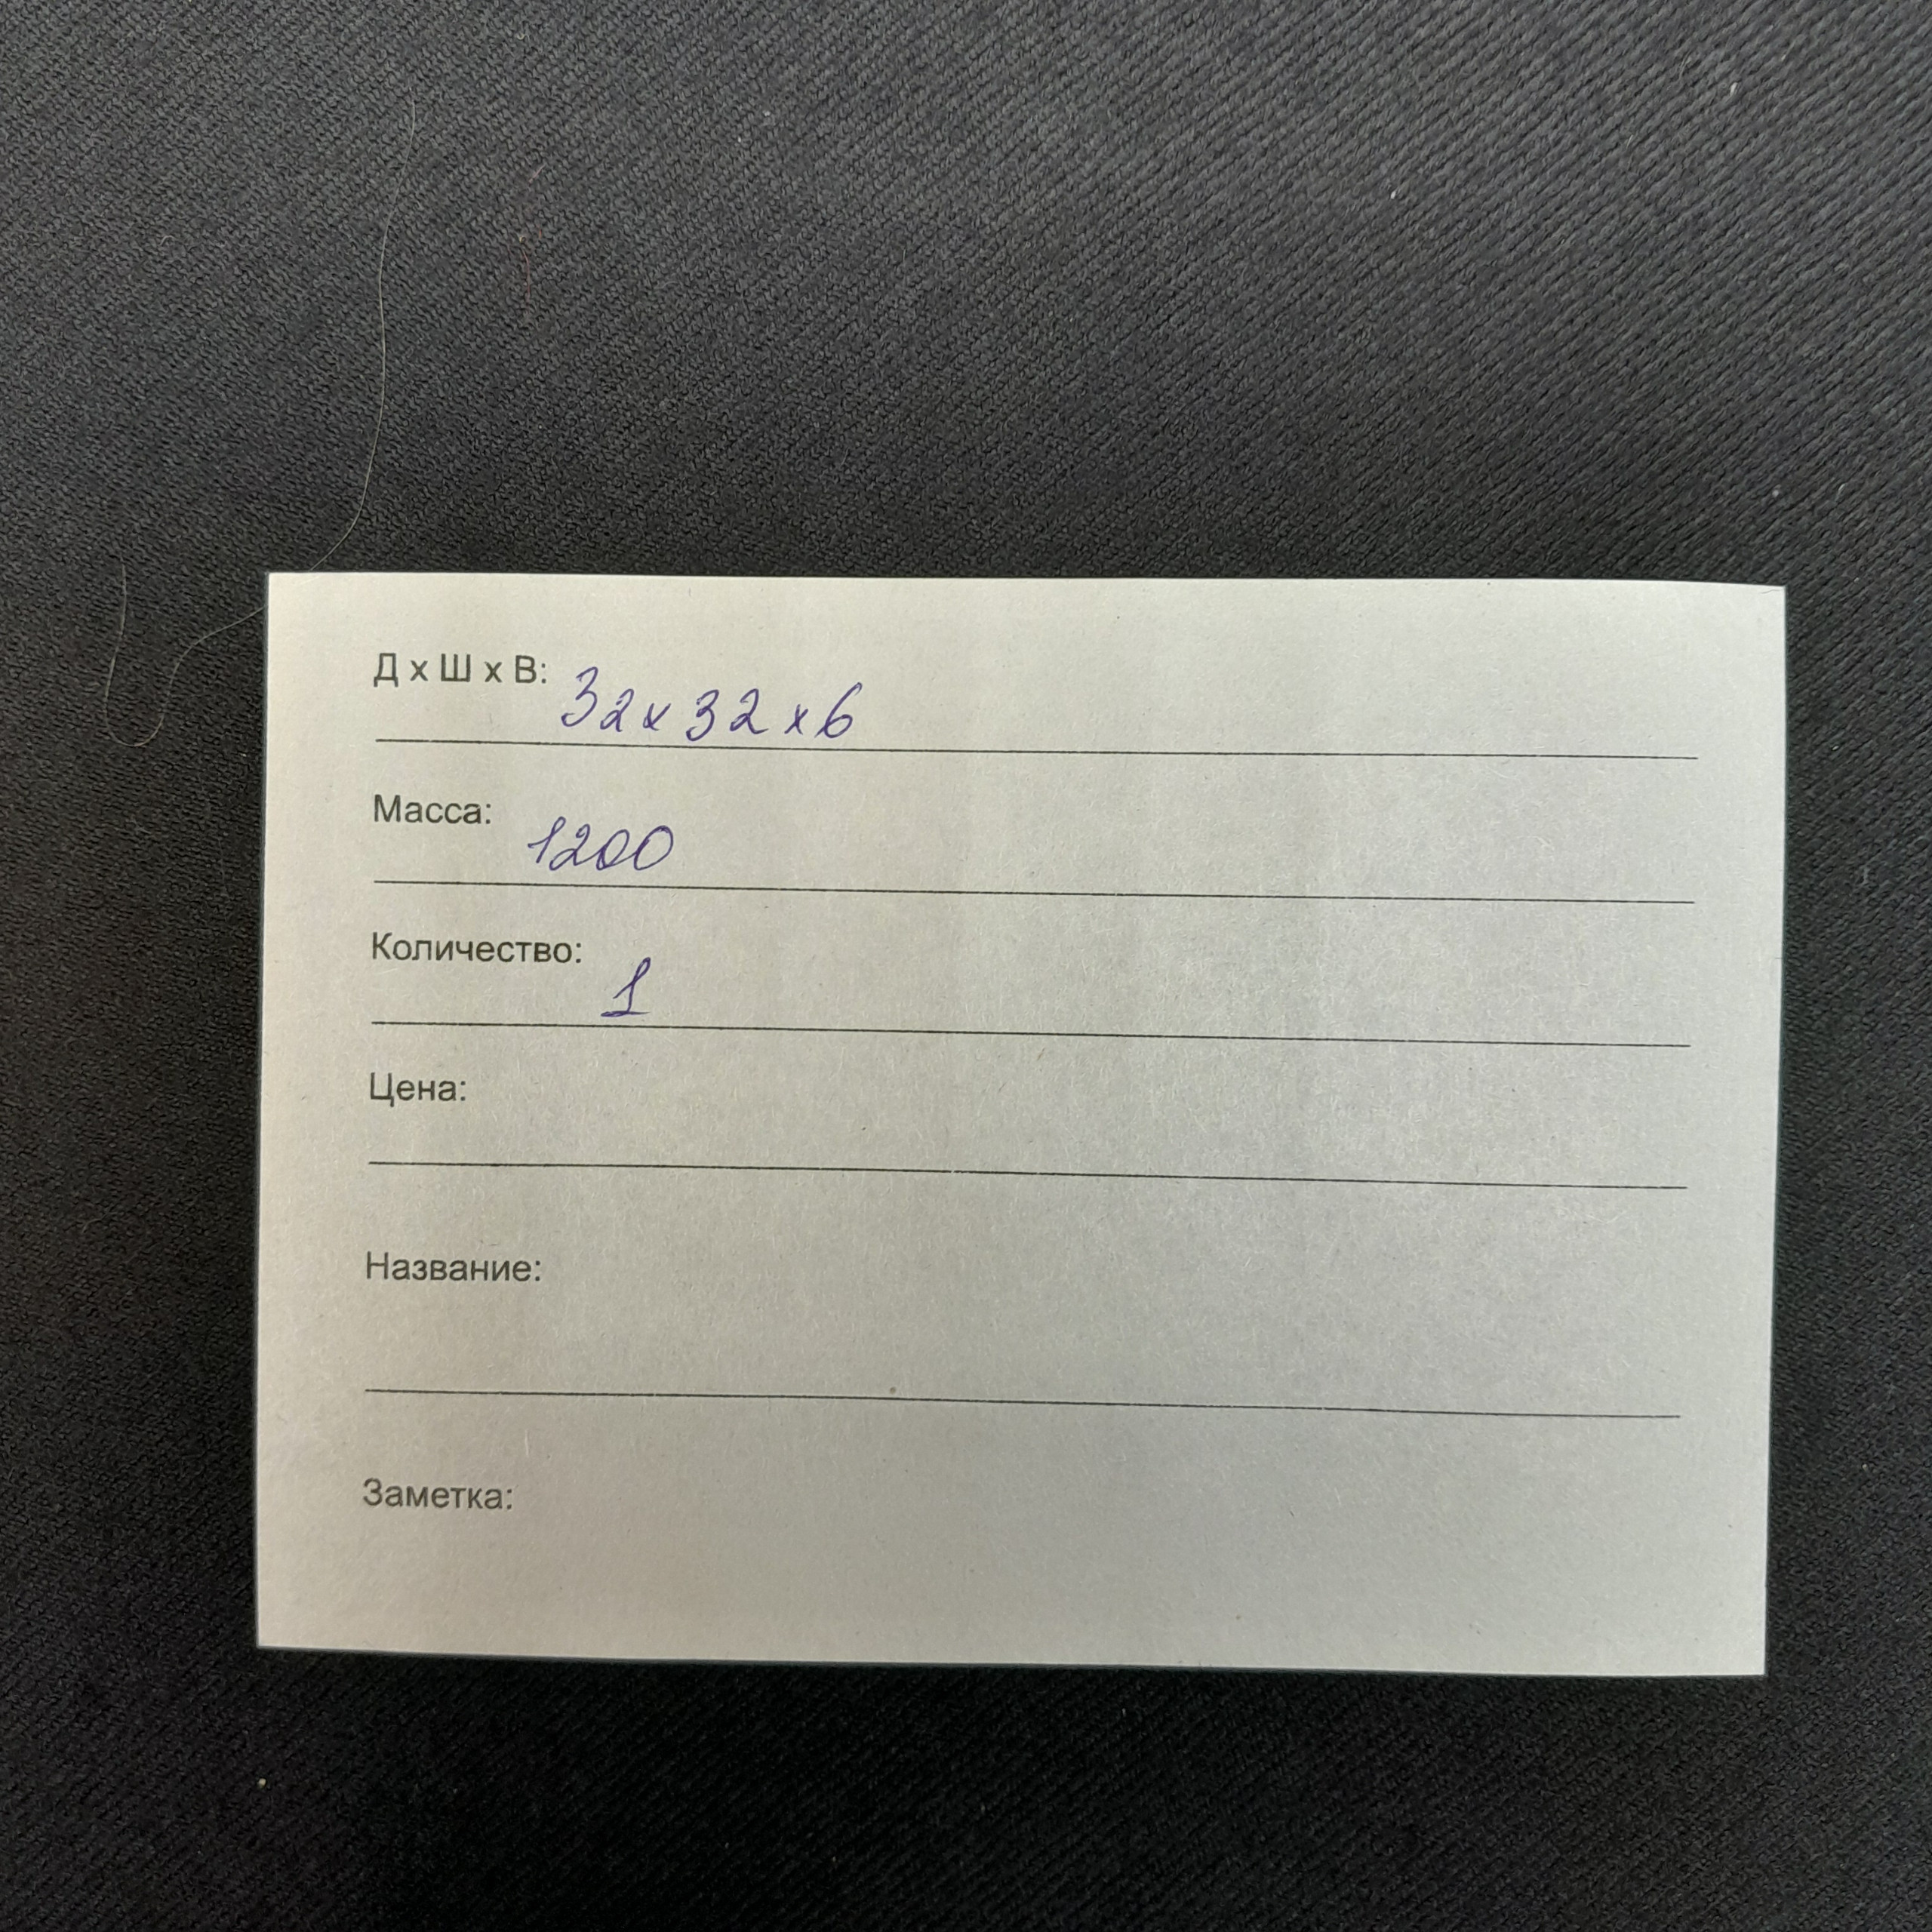 Д х Ш х В: 32х32х6
Масса: 1200
Количество: 1
Цена:
Название:
Заметка: